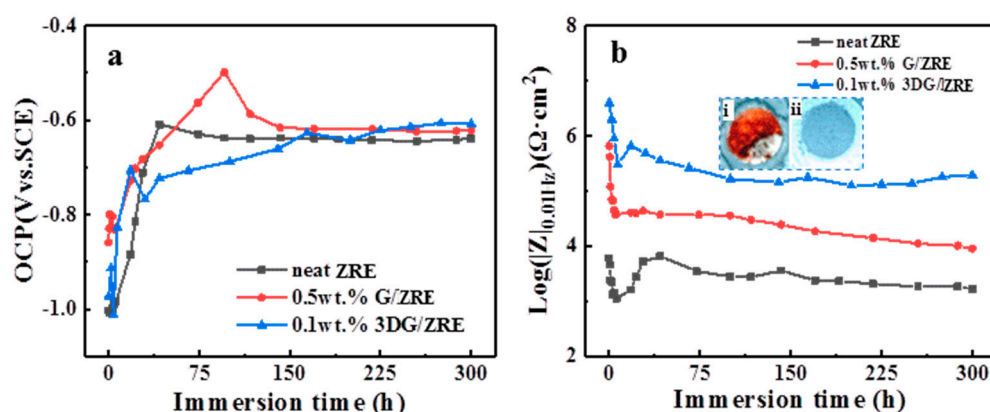 a
OCP(V vs.SCE)
-0.4
-0.6
-0.8
-1.0
0
75
150
225
300
Immersion time (h)
neat ZRE
0.5wt.% G/ZRE
0.1wt.% 3DG/ZRE
b
Log(|Z|0.01Hz)(Ω·cm²)
8
6
4
2
0
75
150
225
300
Immersion time (h)
neat ZRE
0.5wt.% G/ZRE
0.1wt.% 3DG/ZRE
i
ii